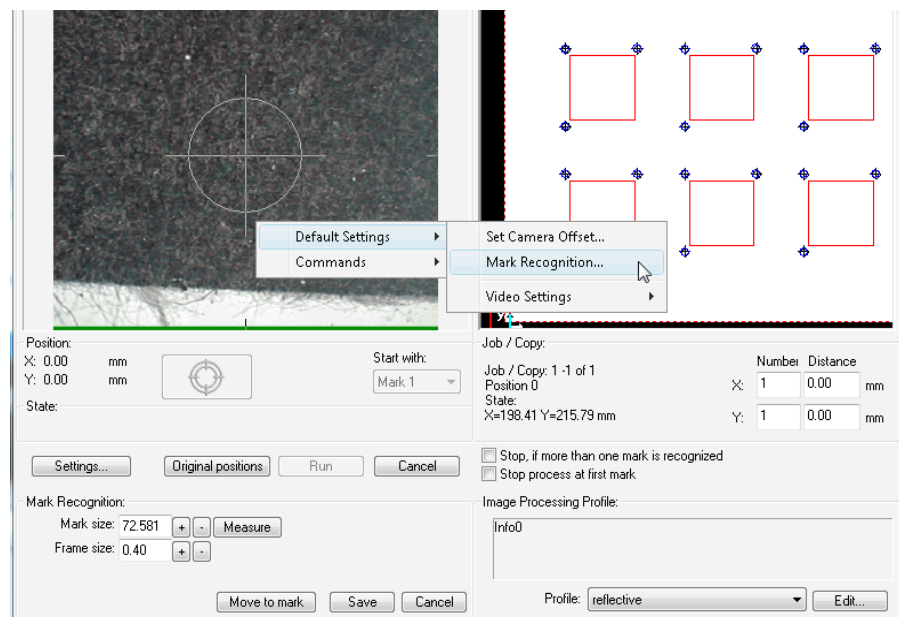 Default Settings
Commands
Set Camera Offset...
Mark Recognition...
Video Settings
Position:
X: 0.00 mm
Y: 0.00 mm
Start with:
Mark 1
State:
Settings...
Original positions
Run
Cancel
Mark Recognition:
Mark size: 72.581 + - Measure
Frame size: 0.40 + -
Move to mark
Save
Cancel
Job / Copy:
Job / Copy: 1 -1 of 1
Position 0
State:
X=198.41 Y=215.79 mm
Number Distance
X: 1 0.00 mm
Y: 1 0.00 mm
Stop, if more than one mark is recognized
Stop process at first mark
Image Processing Profile:
Info0
Profile: reflective
Edit...